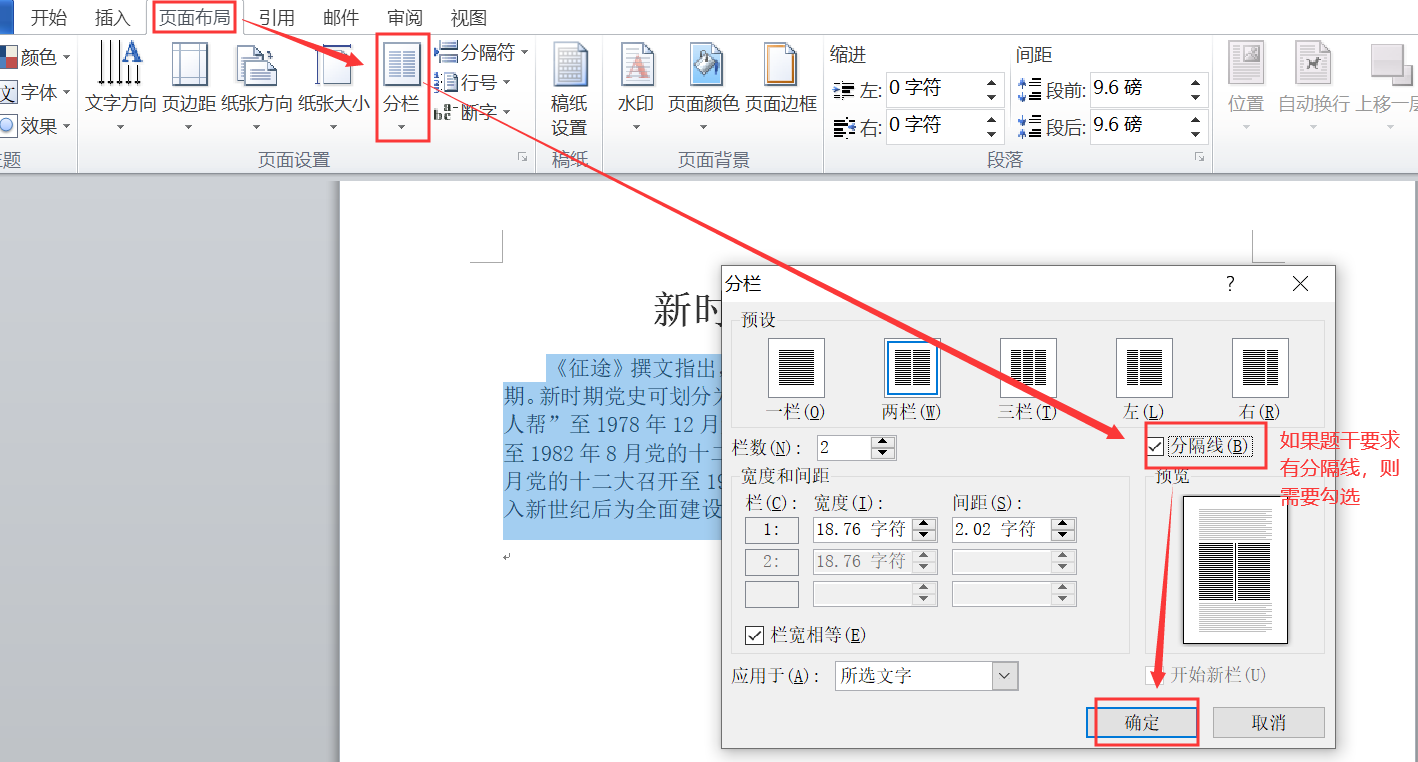 开始 插入 页面布局 引用 邮件 审阅 视图
颜色
字体
效果
文字方向 页边距 纸张方向 纸张大小 分栏
分隔符
行号
断字
页面设置
稿纸
设置
稿纸
水印 页面颜色 页面边框
页面背景
缩进 间距
左: 0 字符 段前: 9.6 磅
右: 0 字符 段后: 9.6 磅
段落
位置 自动换行 上移一层
新时
《征途》撰文指出,
期。新时期党史可划分为
人帮”至 1978 年 12 月
至 1982 年 8 月党的十二
月党的十二大召开至 19
入新世纪后为全面建设
分栏 ?
预设
一栏(O) 两栏(W) 三栏(T) 左(L) 右(R)
栏数(N): 2 分隔线(B)
宽度和间距 预览
栏(C): 宽度(I): 间距(S):
1: 18.76 字符 2.02 字符
2: 18.76 字符
栏宽相等(E)
应用于(A): 所选文字 开始新栏(U)
确定 取消
如果题干要求
有分隔线，则
需要勾选